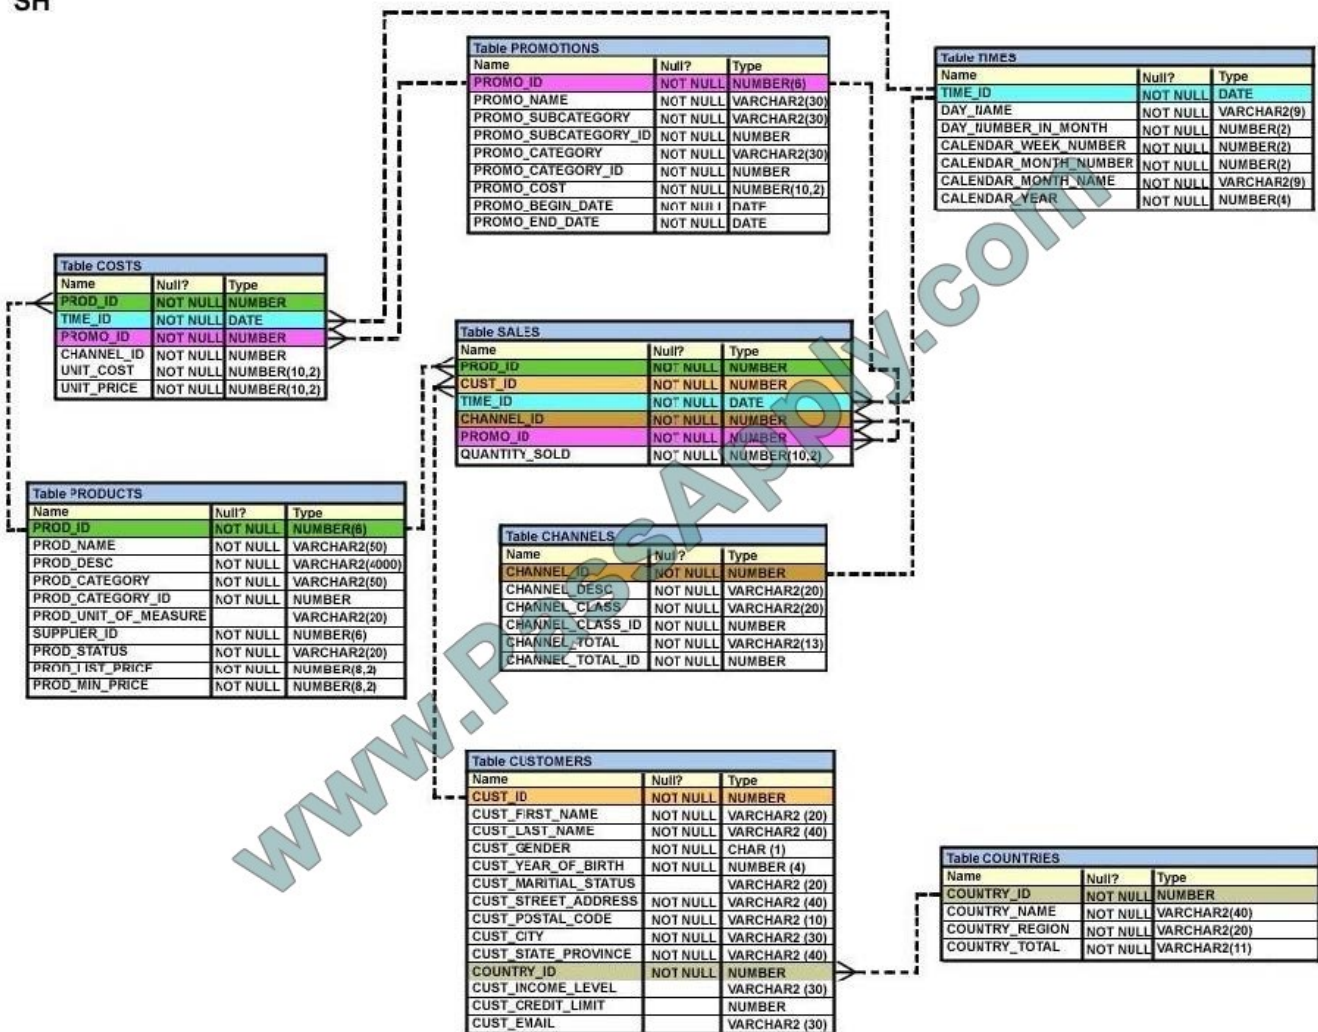 SH
Table PROMOTIONS
Name Null? Type
PROMO_ID NOT NULL NUMBER(6)
PROMO_NAME NOT NULL VARCHAR2(30)
PROMO_SUBCATEGORY NOT NULL VARCHAR2(30)
PROMO_SUBCATEGORY_ID NOT NULL NUMBER
PROMO_CATEGORY NOT NULL VARCHAR2(30)
PROMO_CATEGORY_ID NOT NULL NUMBER
PROMO_COST NOT NULL NUMBER(10,2)
PROMO_BEGIN_DATE NOT NULL DATE
PROMO_END_DATE NOT NULL DATE
Table TIMES
Name Null? Type
TIME_ID NOT NULL DATE
DAY_NAME NOT NULL VARCHAR2(9)
DAY_NUMBER_IN_MONTH NOT NULL NUMBER(2)
CALENDAR_WEEK_NUMBER NOT NULL NUMBER(2)
CALENDAR_MONTH_NUMBER NOT NULL NUMBER(2)
CALENDAR_MONTH_NAME NOT NULL VARCHAR2(9)
CALENDAR_YEAR NOT NULL NUMBER(4)
Table COSTS
Name Null? Type
PROD_ID NOT NULL NUMBER
TIME_ID NOT NULL DATE
PROMO_ID NOT NULL NUMBER
CHANNEL_ID NOT NULL NUMBER
UNIT_COST NOT NULL NUMBER(10,2)
UNIT_PRICE NOT NULL NUMBER(10,2)
Table SALES
Name Null? Type
PROD_ID NOT NULL NUMBER
CUST_ID NOT NULL NUMBER
TIME_ID NOT NULL DATE
CHANNEL_ID NOT NULL NUMBER
PROMO_ID NOT NULL NUMBER
QUANTITY_SOLD NOT NULL NUMBER(10,2)
Table PRODUCTS
Name Null? Type
PROD_ID NOT NULL NUMBER(6)
PROD_NAME NOT NULL VARCHAR2(50)
PROD_DESC NOT NULL VARCHAR2(4000)
PROD_CATEGORY NOT NULL VARCHAR2(50)
PROD_CATEGORY_ID NOT NULL NUMBER
PROD_UNIT_OF_MEASURE VARCHAR2(20)
SUPPLIER_ID NOT NULL NUMBER(6)
PROD_STATUS NOT NULL VARCHAR2(20)
PROD_LIST_PRICE NOT NULL NUMBER(8,2)
PROD_MIN_PRICE NOT NULL NUMBER(8,2)
Table CHANNELS
Name Null? Type
CHANNEL_ID NOT NULL NUMBER
CHANNEL_DESC NOT NULL VARCHAR2(20)
CHANNEL_CLASS NOT NULL VARCHAR2(20)
CHANNEL_CLASS_ID NOT NULL NUMBER
CHANNEL_TOTAL NOT NULL VARCHAR2(13)
CHANNEL_TOTAL_ID NOT NULL NUMBER
Table CUSTOMERS
Name Null? Type
CUST_ID NOT NULL NUMBER
CUST_FIRST_NAME NOT NULL VARCHAR2 (20)
CUST_LAST_NAME NOT NULL VARCHAR2 (40)
CUST_GENDER NOT NULL CHAR (1)
CUST_YEAR_OF_BIRTH NOT NULL NUMBER (4)
CUST_MARITIAL_STATUS VARCHAR2 (20)
CUST_STREET_ADDRESS NOT NULL VARCHAR2 (40)
CUST_POSTAL_CODE NOT NULL VARCHAR2 (10)
CUST_CITY NOT NULL VARCHAR2 (30)
CUST_STATE_PROVINCE NOT NULL VARCHAR2 (40)
COUNTRY_ID NOT NULL NUMBER
CUST_INCOME_LEVEL VARCHAR2 (30)
CUST_CREDIT_LIMIT NUMBER
CUST_EMAIL VARCHAR2 (30)
Table COUNTRIES
Name Null? Type
COUNTRY_ID NOT NULL NUMBER
COUNTRY_NAME NOT NULL VARCHAR2(40)
COUNTRY_REGION NOT NULL VARCHAR2(20)
COUNTRY_TOTAL NOT NULL VARCHAR2(11)
www.PassApply.com